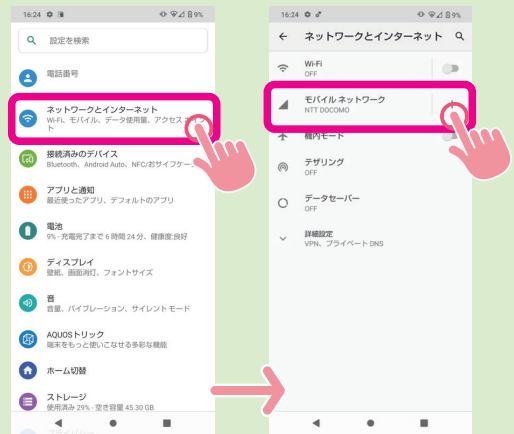 16:24
9%
設定を検索
電話番号
ネットワークとインターネット
Wi-Fi、モバイル、データ使用量、アクセス ポイント
接続済みのデバイス
Bluetooth、Android Auto、NFC/おサイフケー
アプリと通知
最近使ったアプリ、デフォルトのアプリ
電池
9% - 充電完了まで 6 時間 24 分、健康度:良好
ディスプレイ
壁紙、画面消灯、フォントサイズ
音
音量、バイブレーション、サイレント モード
AQUOSトリック
端末をもっと使いこなせる多彩な機能
ホーム切替
ストレージ
使用済み 29% - 空き容量 45.30 GB
プライバシー
16:24
9%
ネットワークとインターネット
Wi-Fi
OFF
モバイル ネットワーク
NTT DOCOMO
機内モード
テザリング
OFF
データセーバー
OFF
詳細設定
VPN、プライベート DNS